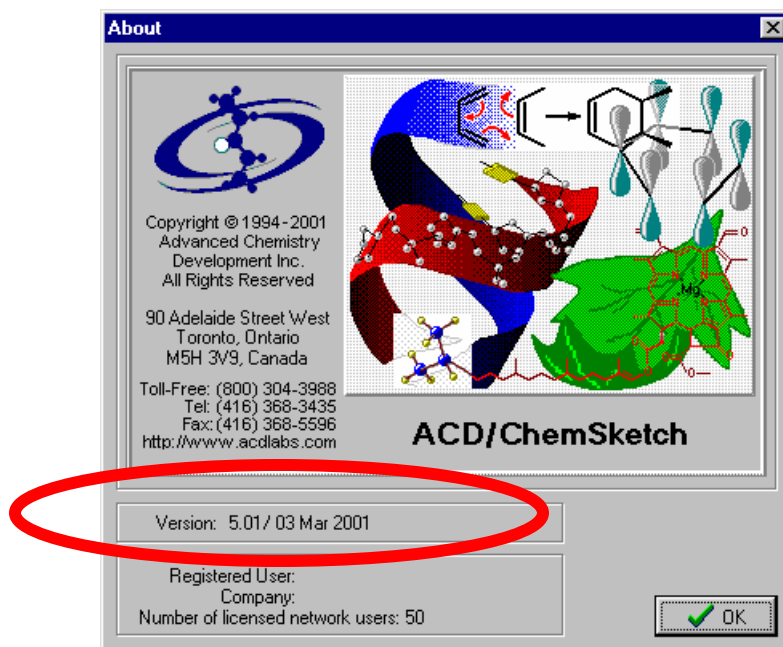 About
Copyright © 1994-2001
Advanced Chemistry
Development Inc.
All Rights Reserved
90 Adelaide Street West
Toronto, Ontario
M5H 3V9, Canada
Toll-Free: (800) 304-3988
Tel: (416) 368-3435
Fax: (416) 368-5596
http://www.acdlabs.com
Mg
O
O
O
O
ACD/ChemSketch
Version: 5.01 / 03 Mar 2001
Registered User:
Company:
Number of licensed network users: 50
OK